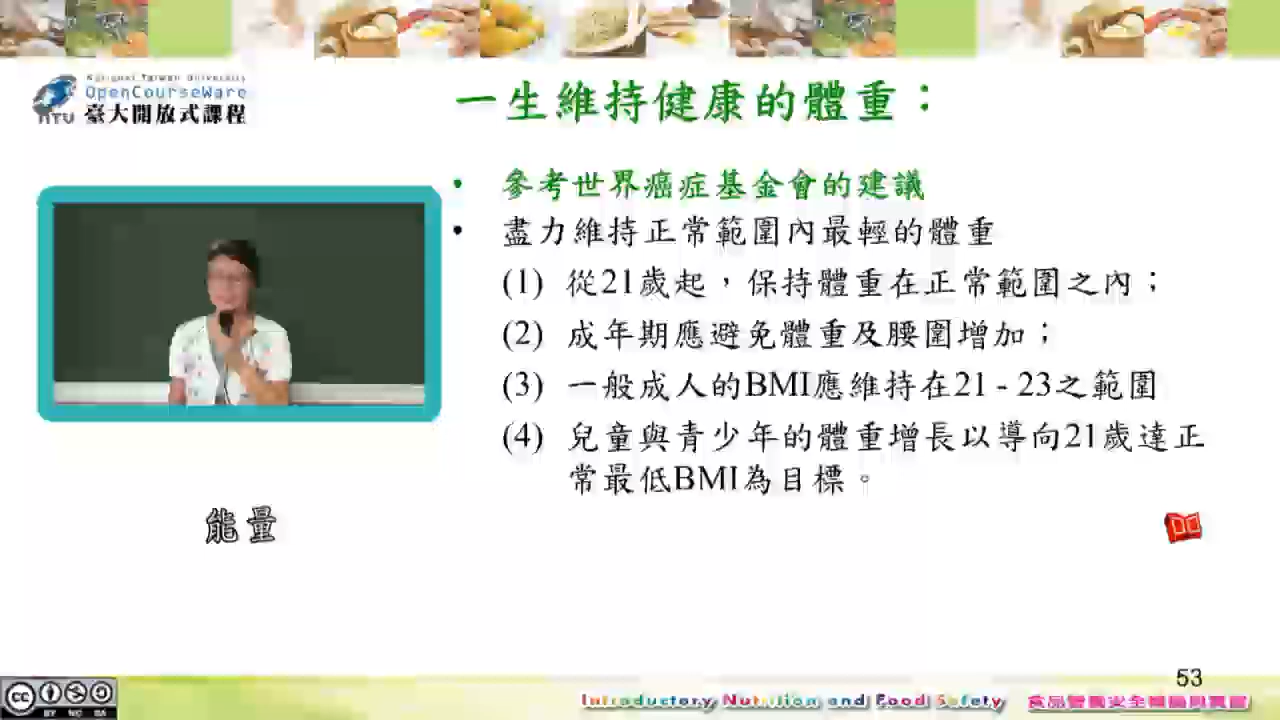 National Taiwan University
OpenCourseWare
NTU 臺大開放式課程
一生維持健康的體重：
• 參考世界癌症基金會的建議
• 盡力維持正常範圍內最輕的體重
(1) 從21歲起，保持體重在正常範圍之內；
(2) 成年期應避免體重及腰圍增加；
(3) 一般成人的BMI應維持在21 - 23之範圍
(4) 兒童與青少年的體重增長以導向21歲達正
常最低BMI為目標。
能量
53
CC BY NC SA
Introductory Nutrition and Food Safety